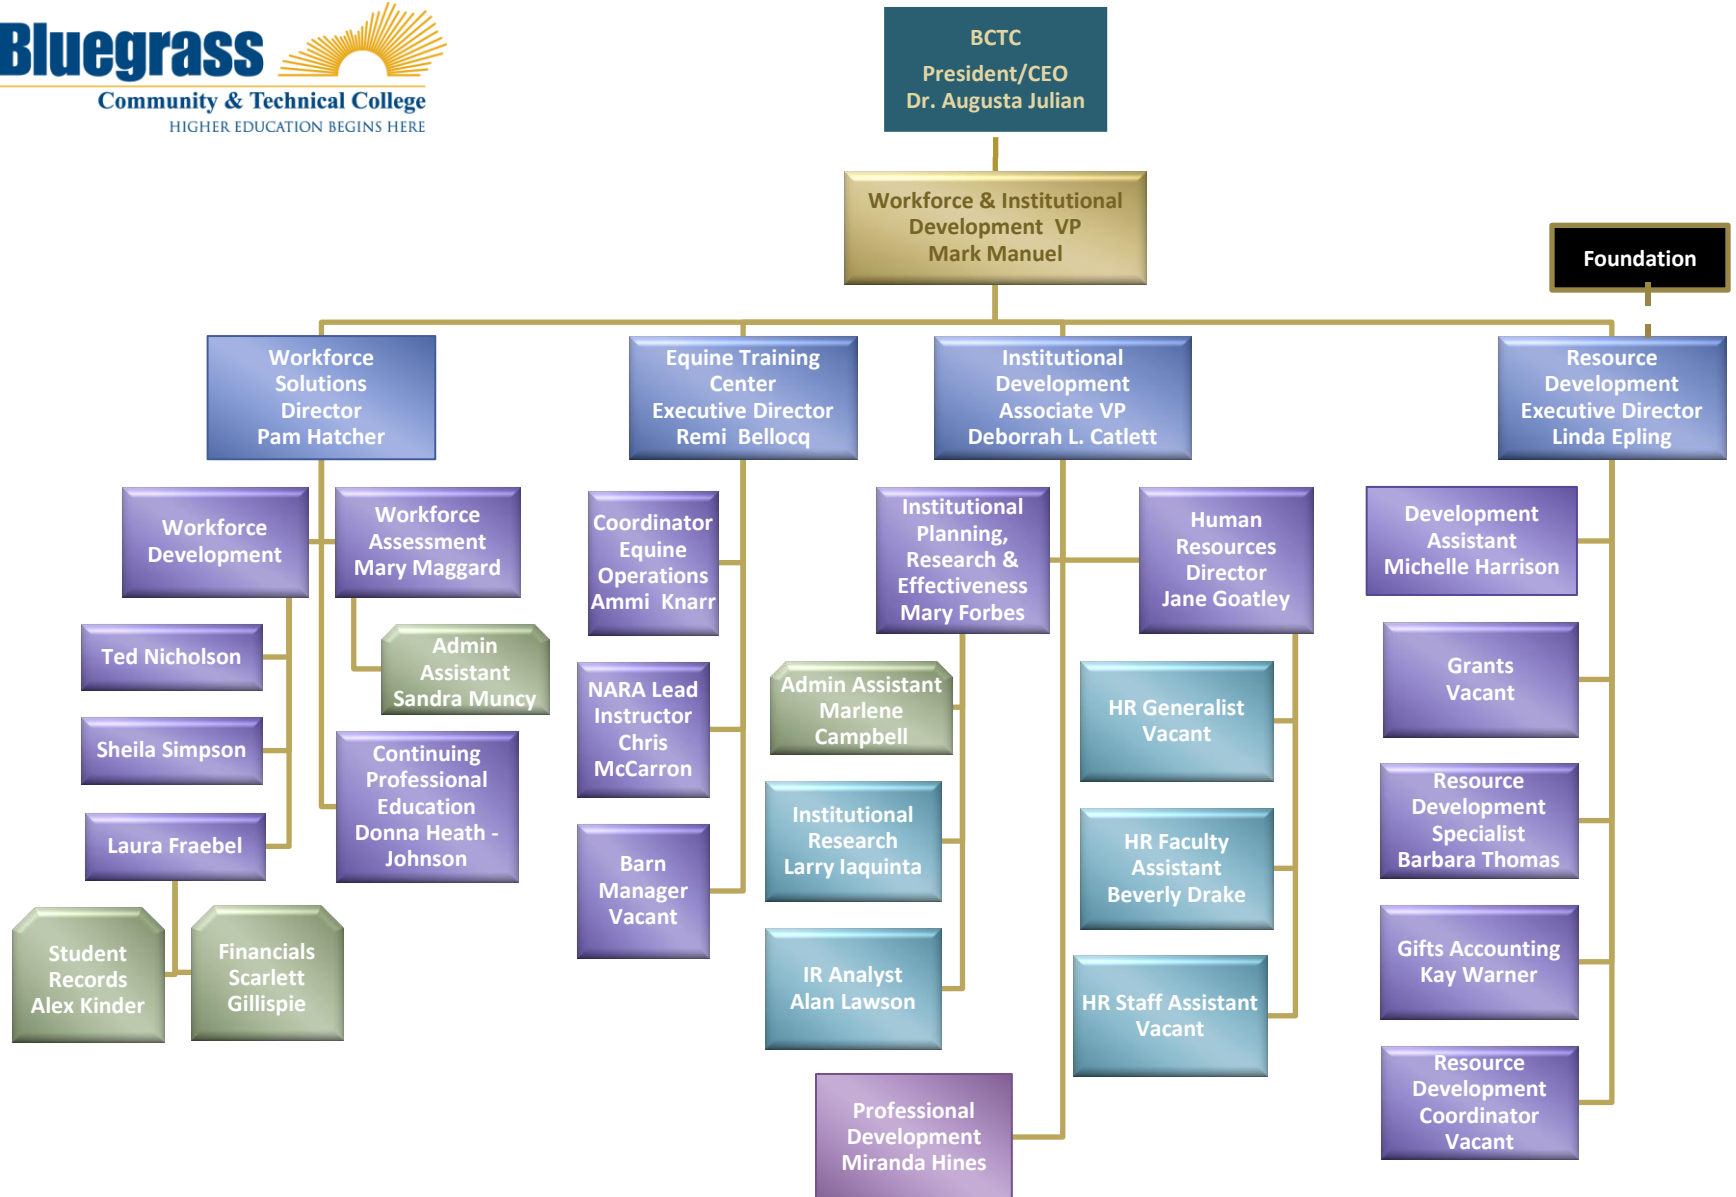 Bluegrass
Community & Technical College
HIGHER EDUCATION BEGINS HERE
BCTC
President/CEO
Dr. Augusta Julian
Workforce & Institutional
Development VP
Mark Manuel
Foundation
Workforce
Solutions
Director
Pam Hatcher
Equine Training
Center
Executive Director
Remi Bellocq
Institutional
Development
Associate VP
Deborrah L. Catlett
Resource
Development
Executive Director
Linda Epling
Workforce
Development
Workforce
Assessment
Mary Maggard
Ted Nicholson
Admin
Assistant
Sandra Muncy
Sheila Simpson
Continuing
Professional
Education
Donna Heath -
Johnson
Laura Fraebel
Student
Records
Alex Kinder
Financials
Scarlett
Gillispie
Coordinator
Equine
Operations
Ammi Knarr
NARA Lead
Instructor
Chris
McCarron
Barn
Manager
Vacant
Institutional
Planning,
Research &
Effectiveness
Mary Forbes
Admin Assistant
Marlene
Campbell
Institutional
Research
Larry Iaquinta
IR Analyst
Alan Lawson
Professional
Development
Miranda Hines
Human
Resources
Director
Jane Goatley
HR Generalist
Vacant
HR Faculty
Assistant
Beverly Drake
HR Staff Assistant
Vacant
Development
Assistant
Michelle Harrison
Grants
Vacant
Resource
Development
Specialist
Barbara Thomas
Gifts Accounting
Kay Warner
Resource
Development
Coordinator
Vacant